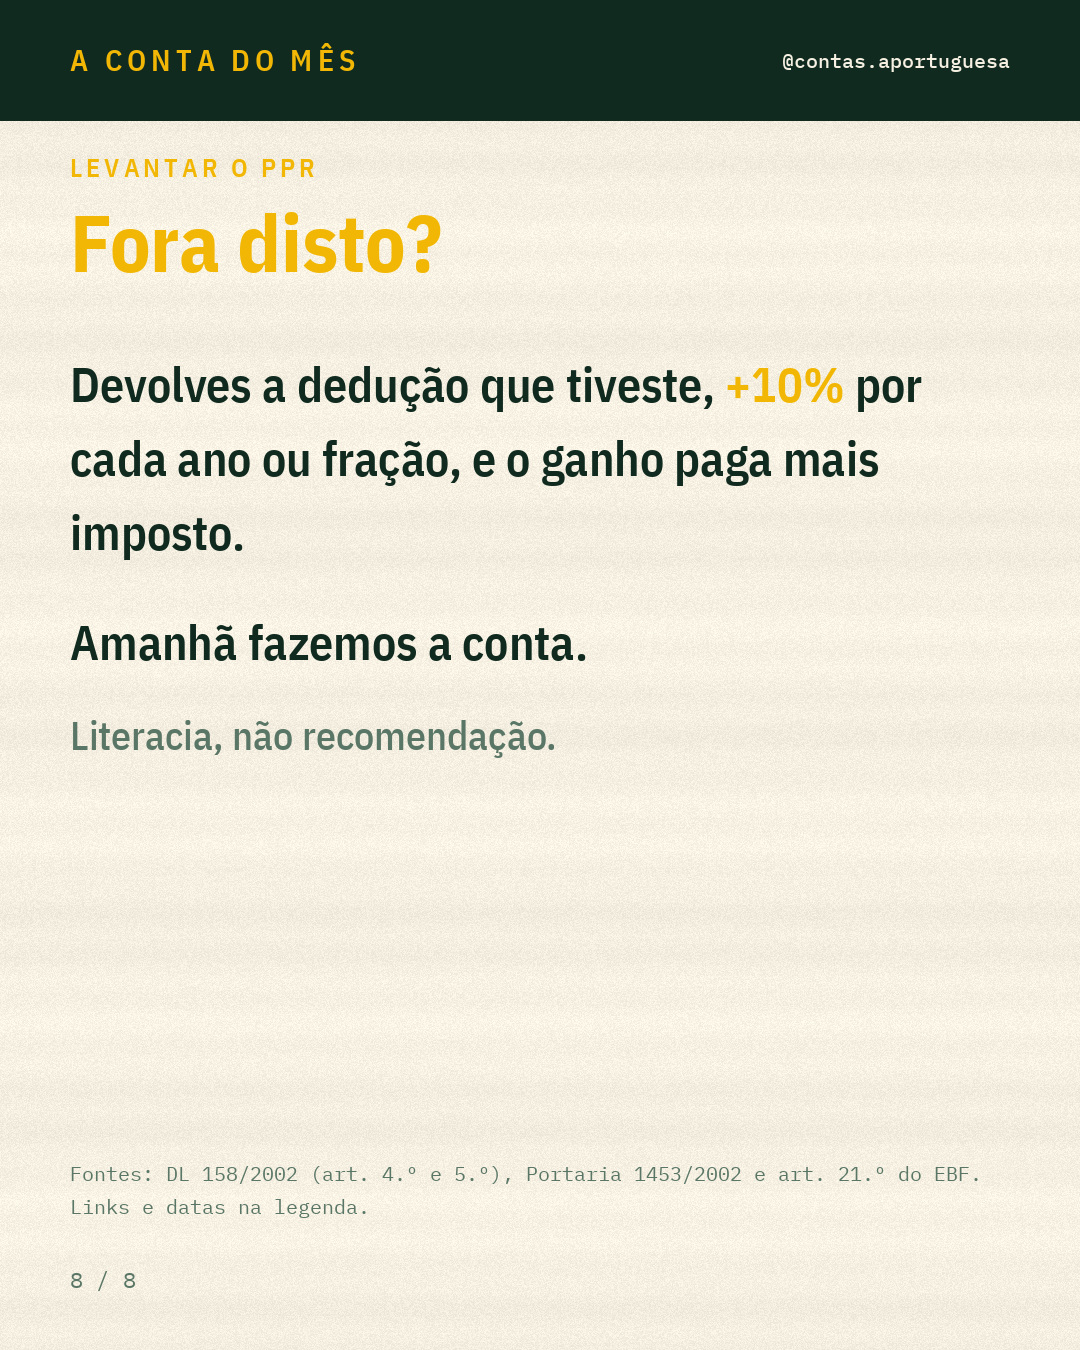 A CONTA DO MÊS
@contas.aportuguesa
LEVANTAR O PPR
Fora disto?
Devolves a dedução que tiveste, +10% por
cada ano ou fração, e o ganho paga mais
imposto.
Amanhã fazemos a conta.
Literacia, não recomendação.
Fontes: DL 158/2002 (art. 4.º e 5.º), Portaria 1453/2002 e art. 21.º do EBF.
Links e datas na legenda.
8 / 8